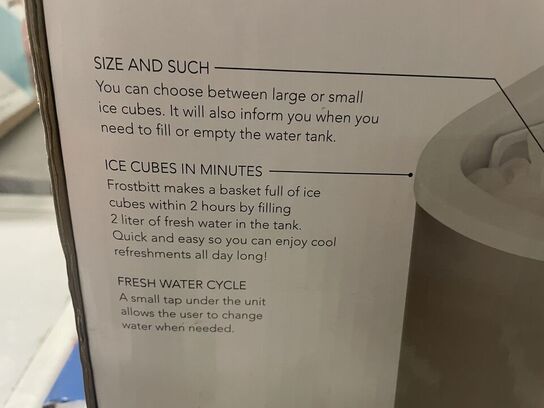 SIZE AND SUCH
You can choose between large or small
ice cubes. It will also inform you when you
need to fill or empty the water tank.
ICE CUBES IN MINUTES
Frostbitt makes a basket full of ice
cubes within 2 hours by filling
2 liter of fresh water in the tank.
Quick and easy so you can enjoy cool
refreshments all day long!
FRESH WATER CYCLE
A small tap under the unit
allows the user to change
water when needed.